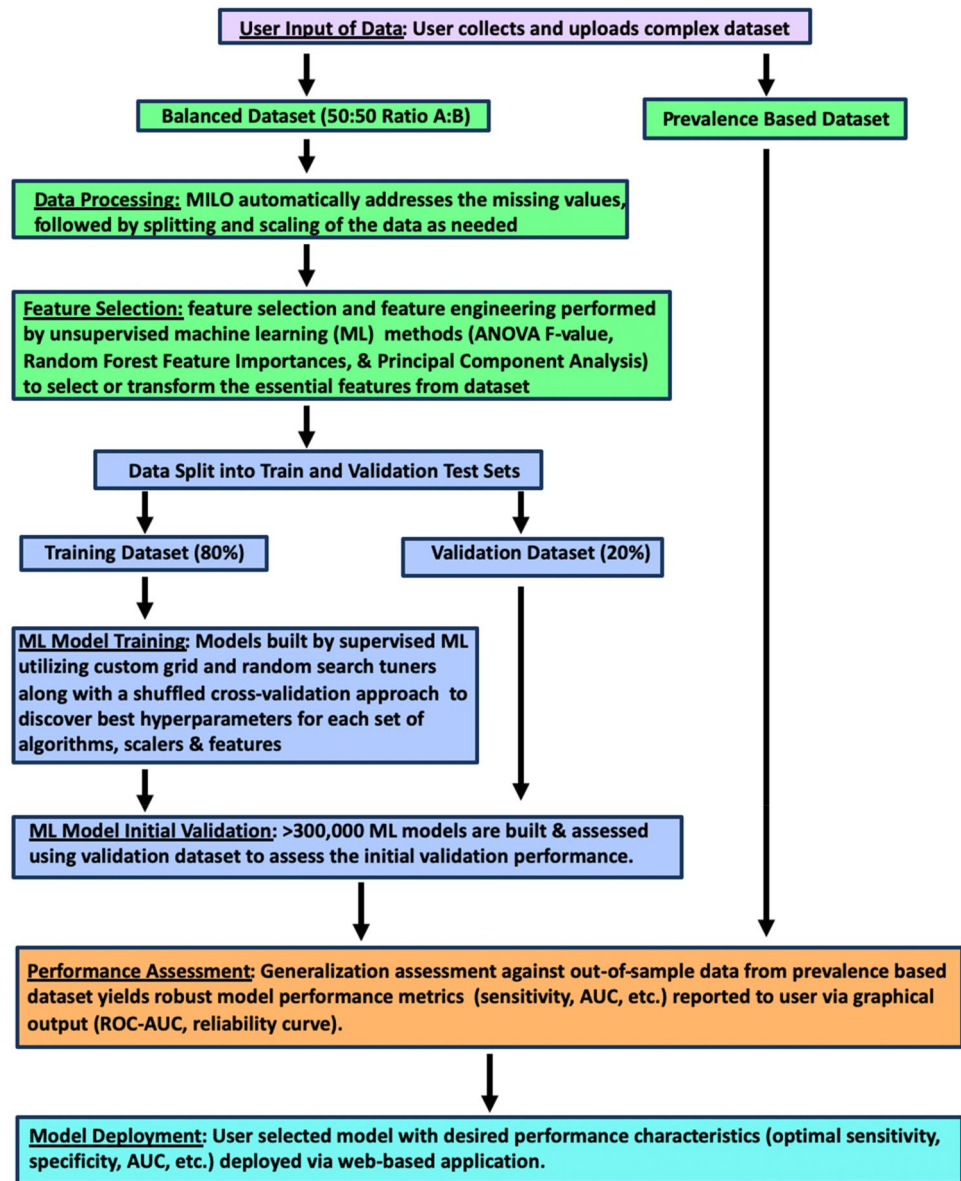 User Input of Data: User collects and uploads complex dataset
Balanced Dataset (50:50 Ratio A:B)
Prevalence Based Dataset
Data Processing: MILO automatically addresses the missing values,
followed by splitting and scaling of the data as needed
Feature Selection: feature selection and feature engineering performed
by unsupervised machine learning (ML) methods (ANOVA F-value,
Random Forest Feature Importances, & Principal Component Analysis)
to select or transform the essential features from dataset
Data Split into Train and Validation Test Sets
Training Dataset (80%)
Validation Dataset (20%)
ML Model Training: Models built by supervised ML
utilizing custom grid and random search tuners
along with a shuffled cross-validation approach to
discover best hyperparameters for each set of
algorithms, scalers & features
ML Model Initial Validation: >300,000 ML models are built & assessed
using validation dataset to assess the initial validation performance.
Performance Assessment: Generalization assessment against out-of-sample data from prevalence based
dataset yields robust model performance metrics (sensitivity, AUC, etc.) reported to user via graphical
output (ROC-AUC, reliability curve).
Model Deployment: User selected model with desired performance characteristics (optimal sensitivity,
specificity, AUC, etc.) deployed via web-based application.